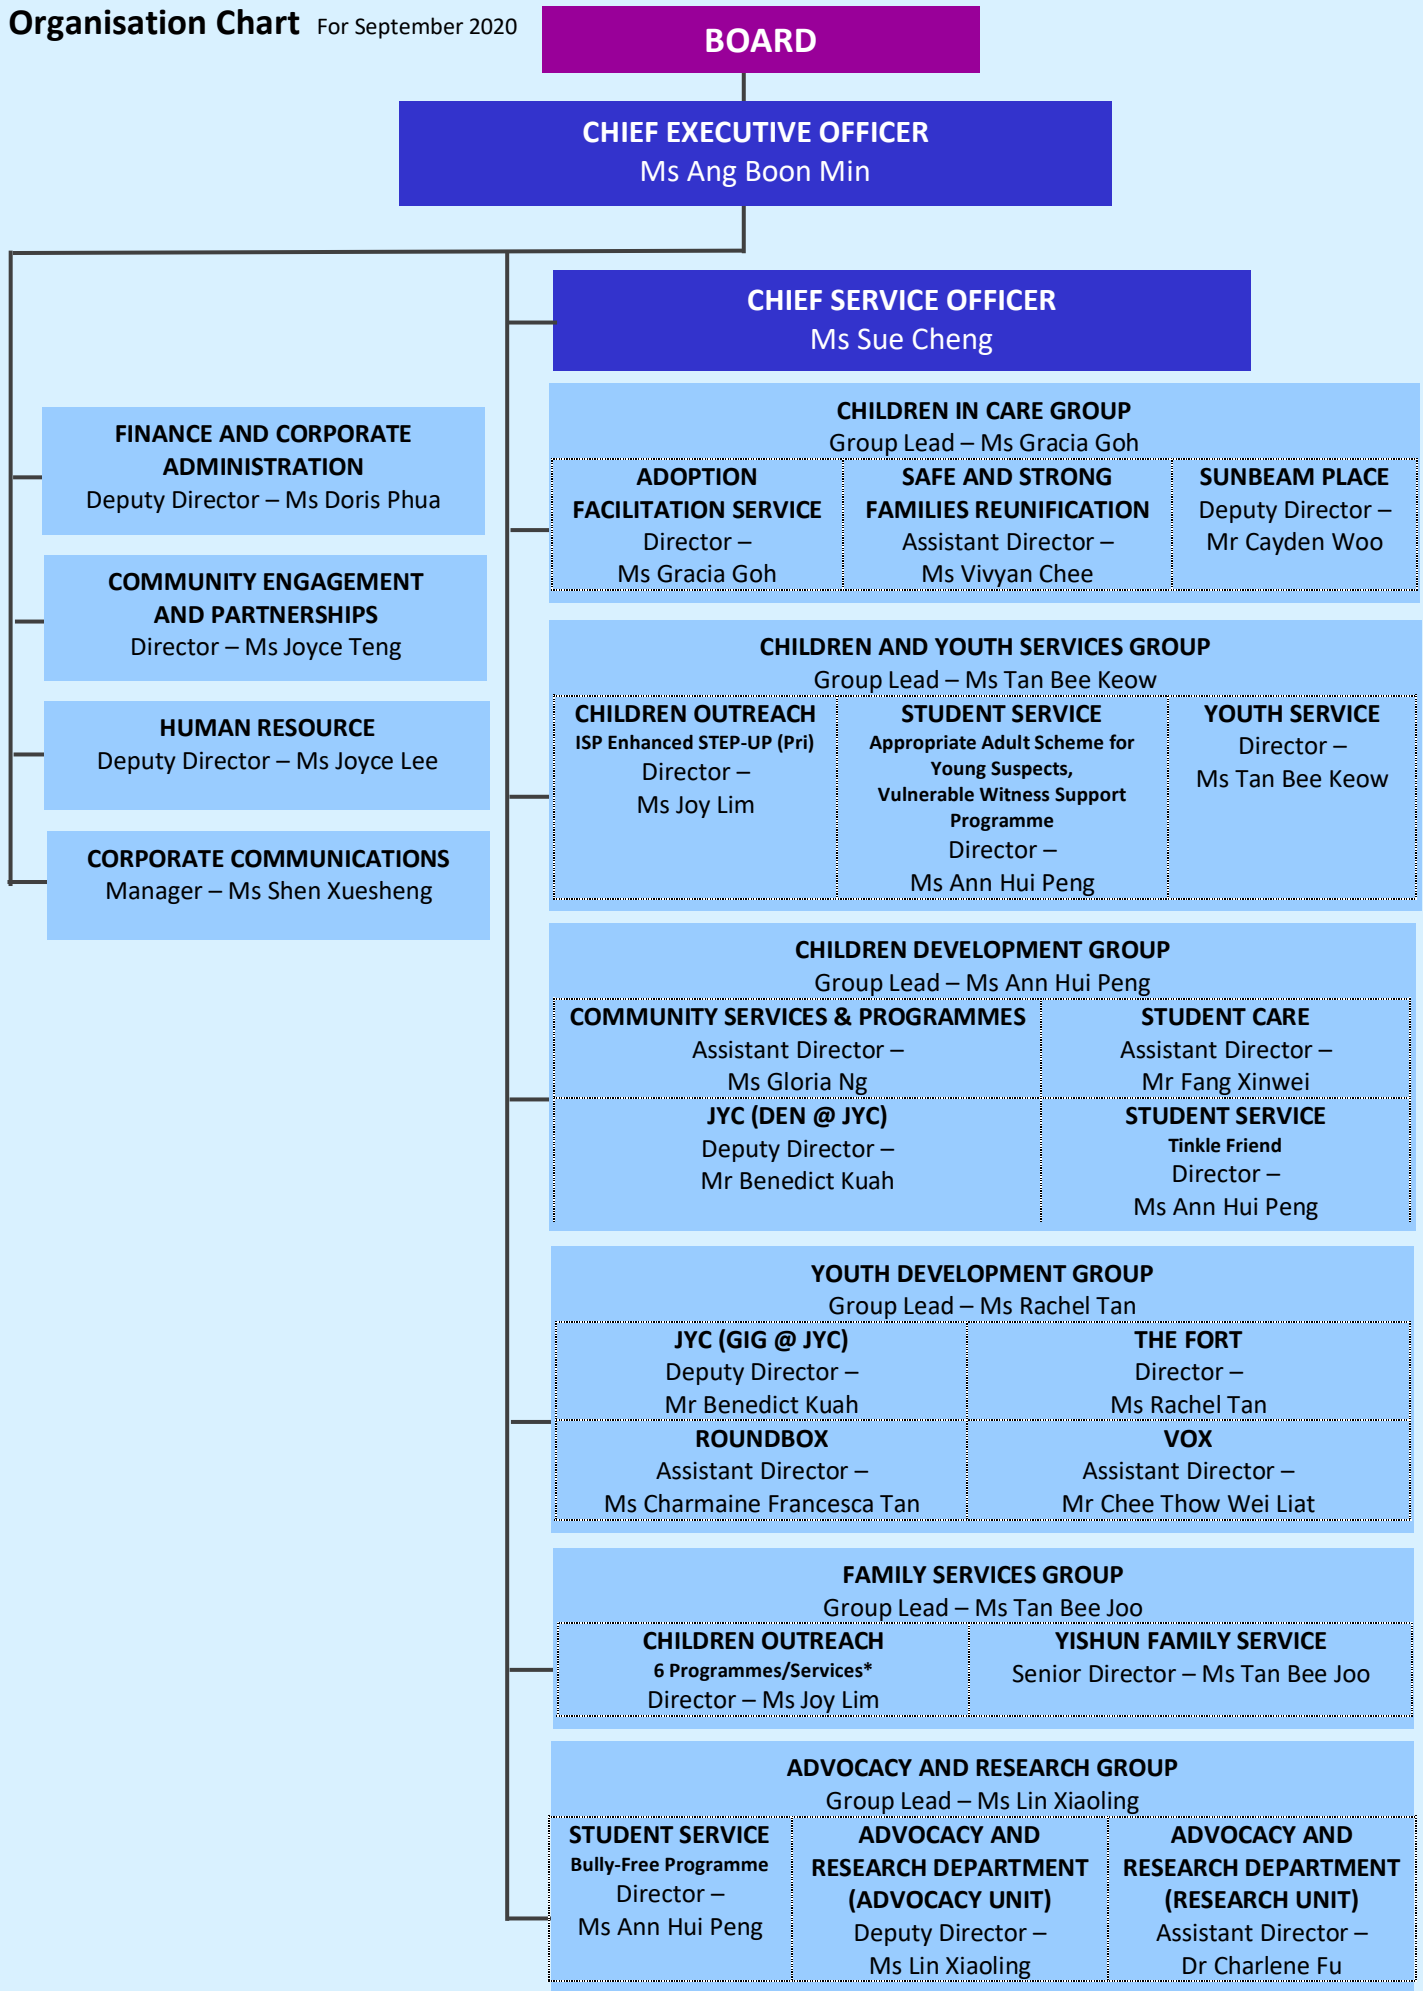 Organisation Chart For September 2020
BOARD
CHIEF EXECUTIVE OFFICER
Ms Ang Boon Min
CHIEF SERVICE OFFICER
Ms Sue Cheng
FINANCE AND CORPORATE
ADMINISTRATION
Deputy Director – Ms Doris Phua
COMMUNITY ENGAGEMENT
AND PARTNERSHIPS
Director – Ms Joyce Teng
HUMAN RESOURCE
Deputy Director – Ms Joyce Lee
CORPORATE COMMUNICATIONS
Manager – Ms Shen Xuesheng
CHILDREN IN CARE GROUP
Group Lead – Ms Gracia Goh
ADOPTION
FACILITATION SERVICE
Director –
Ms Gracia Goh
SAFE AND STRONG
FAMILIES REUNIFICATION
Assistant Director –
Ms Vivyan Chee
SUNBEAM PLACE
Deputy Director –
Mr Cayden Woo
CHILDREN AND YOUTH SERVICES GROUP
Group Lead – Ms Tan Bee Keow
CHILDREN OUTREACH
ISP Enhanced STEP-UP (Pri)
Director –
Ms Joy Lim
STUDENT SERVICE
Appropriate Adult Scheme for
Young Suspects,
Vulnerable Witness Support
Programme
Director –
Ms Ann Hui Peng
YOUTH SERVICE
Director –
Ms Tan Bee Keow
CHILDREN DEVELOPMENT GROUP
Group Lead – Ms Ann Hui Peng
COMMUNITY SERVICES & PROGRAMMES
Assistant Director –
Ms Gloria Ng
STUDENT CARE
Assistant Director –
Mr Fang Xinwei
JYC (DEN @ JYC)
Deputy Director –
Mr Benedict Kuah
STUDENT SERVICE
Tinkle Friend
Director –
Ms Ann Hui Peng
YOUTH DEVELOPMENT GROUP
Group Lead – Ms Rachel Tan
JYC (GIG @ JYC)
Deputy Director –
Mr Benedict Kuah
THE FORT
Director –
Ms Rachel Tan
ROUNDBOX
Assistant Director –
Ms Charmaine Francesca Tan
VOX
Assistant Director –
Mr Chee Thow Wei Liat
FAMILY SERVICES GROUP
Group Lead – Ms Tan Bee Joo
CHILDREN OUTREACH
6 Programmes/Services*
Director – Ms Joy Lim
YISHUN FAMILY SERVICE
Senior Director – Ms Tan Bee Joo
ADVOCACY AND RESEARCH GROUP
Group Lead – Ms Lin Xiaoling
STUDENT SERVICE
Bully-Free Programme
Director –
Ms Ann Hui Peng
ADVOCACY AND
RESEARCH DEPARTMENT
(ADVOCACY UNIT)
Deputy Director –
Ms Lin Xiaoling
ADVOCACY AND
RESEARCH DEPARTMENT
(RESEARCH UNIT)
Assistant Director –
Dr Charlene Fu